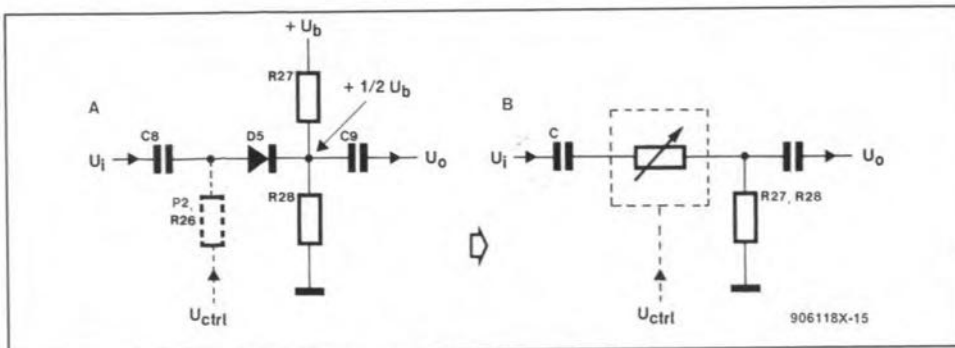 + Ub
R27
+ 1/2 Ub
A
C8
D5
C9
Ui
Uo
P2,
R26
R28
Uctrl
B
C
Ui
Uo
R27, R28
Uctrl
906118X-15